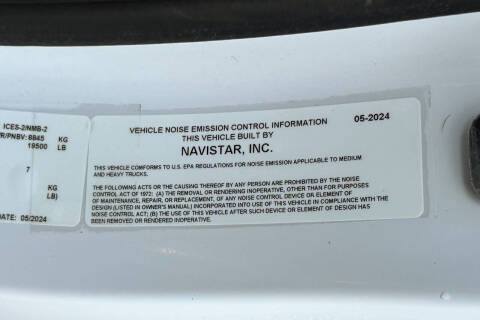 ICES-2/NMB-2
R/PNBV: 8845 KG
19500 LB
7
KG
LB)
DATE: 05/2024
VEHICLE NOISE EMISSION CONTROL INFORMATION 05-2024
THIS VEHICLE BUILT BY
NAVISTAR, INC.
THIS VEHICLE COMFORMS TO U.S. EPA REGULATIONS FOR NOISE EMISSION APPLICABLE TO MEDIUM
AND HEAVY TRUCKS.
THE FOLLOWING ACTS OR THE CAUSING THEREOF BY ANY PERSON ARE PROHIBITED BY THE NOISE
CONTROL ACT OF 1972: (A) THE REMOVAL OR RENDERING INOPERATIVE, OTHER THAN FOR PURPOSES
OF MAINTENANCE, REPAIR, OR REPLACEMENT, OF ANY NOISE CONTROL DEVICE OR ELEMENT OF
DESIGN (LISTED IN OWNER'S MANUAL) INCORPORATED INTO USE OF THIS VEHICLE IN COMPLIANCE WITH THE
NOISE CONTROL ACT; (B) THE USE OF THIS VEHICLE AFTER SUCH DEVICE OR ELEMENT OF DESIGN HAS
BEEN REMOVED OR RENDERED INOPERATIVE.